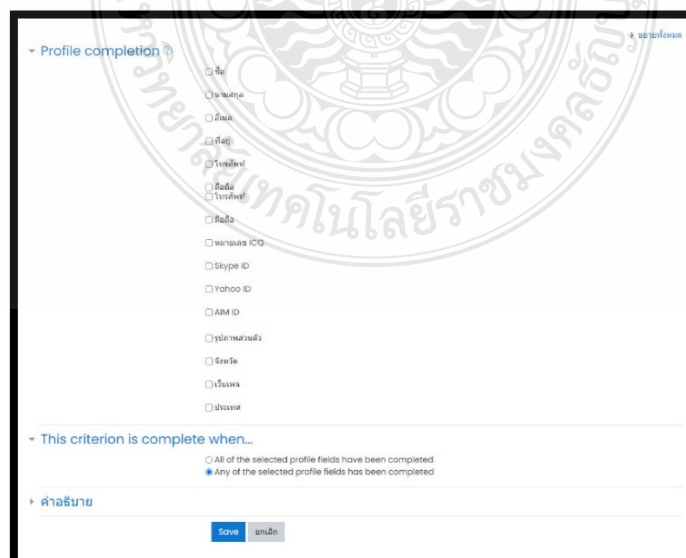 ขยายทั้งหมด
Profile completion
ชื่อ
นามสกุล
อีเมล
ที่อยู่
โทรศัพท์
มือถือ
โทรศัพท์
มือถือ
หมายเลข ICQ
Skype ID
Yahoo ID
AIM ID
รูปภาพส่วนตัว
จังหวัด
เว็บเพจ
ประเทศ
This criterion is complete when...
All of the selected profile fields have been completed
Any of the selected profile fields has been completed
คำอธิบาย
Save ยกเลิก